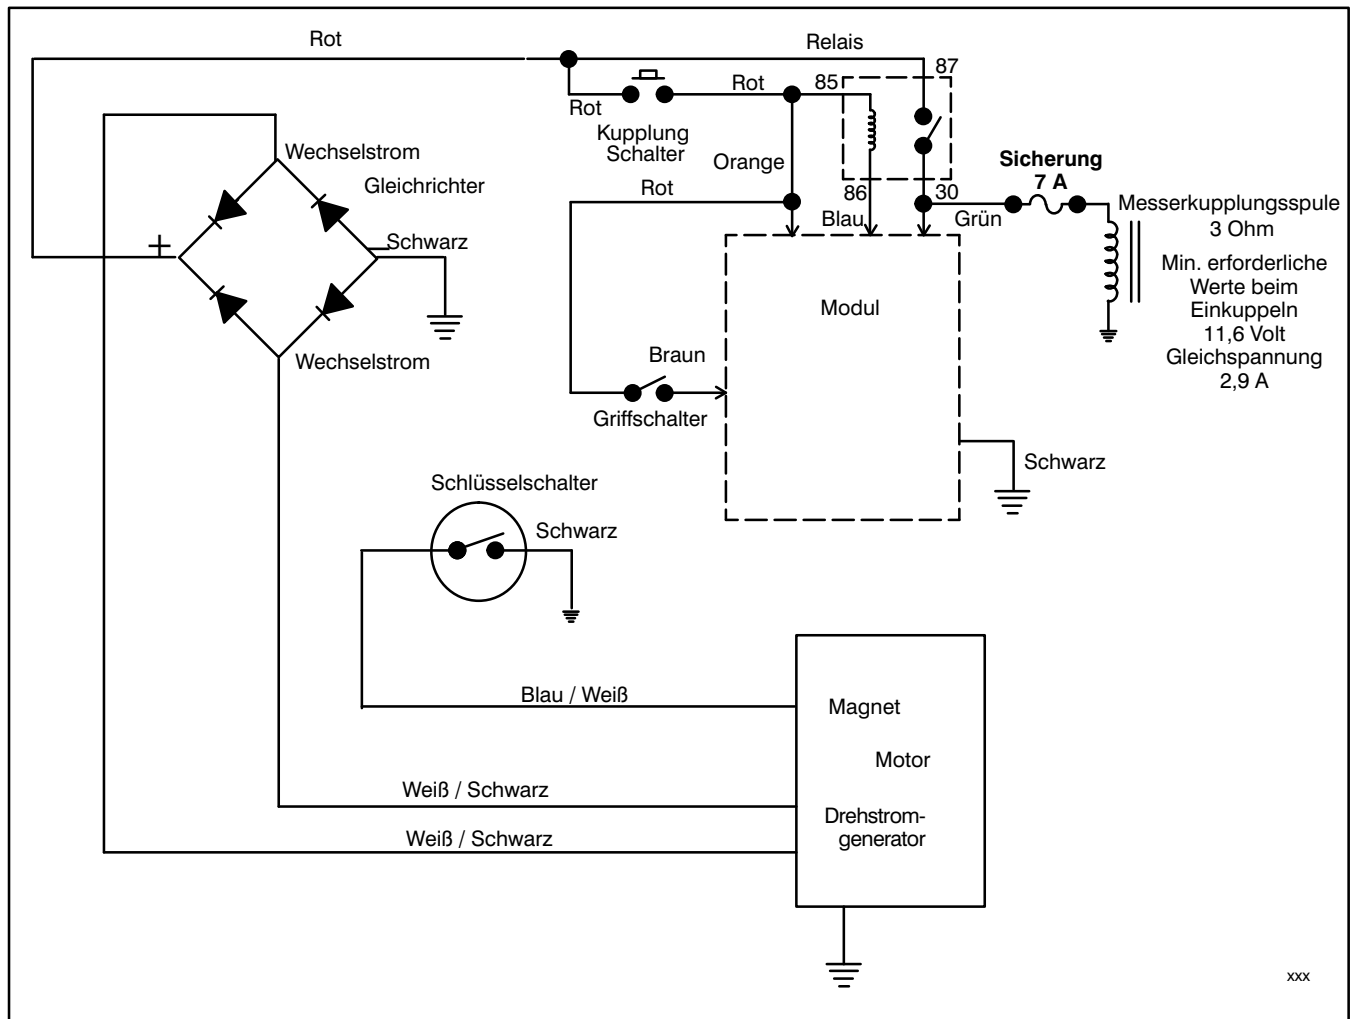 Rot
Relais
87
Rot
85
Rot
Kupplung
Schalter
Wechselstrom
Gleichrichter
Orange
Sicherung
7 A
Rot
86
30
Blau
Grün
Messerkupplungsspule
3 Ohm
+
Schwarz
Min. erforderliche
Werte beim
Einkuppeln
11,6 Volt
Gleichspannung
2,9 A
Modul
Wechselstrom
Braun
Griffschalter
Schwarz
Schlüsselschalter
Schwarz
Blau / Weiß
Magnet
Motor
Weiß / Schwarz
Drehstrom-
generator
Weiß / Schwarz
xxx